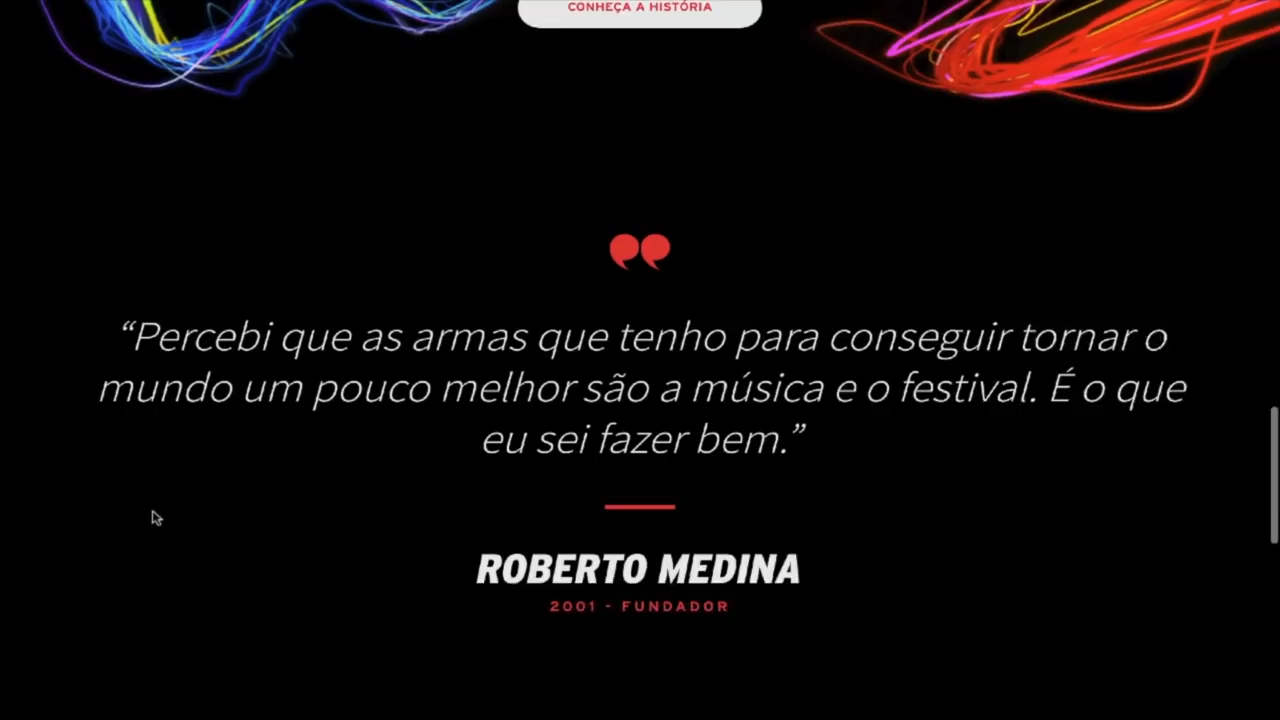 CONHEÇA A HISTÓRIA
“Percebi que as armas que tenho para conseguir tornar o
mundo um pouco melhor são a música e o festival. É o que
eu sei fazer bem.”
ROBERTO MEDINA
2001 - FUNDADOR